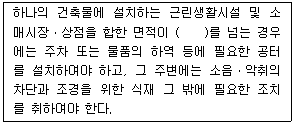 하나의 건축물에 설치하는 근린생활시설 및 소
매시장·상점을 합한 면적이 (    )를 넘는 경우
에는 주차 또는 물품의 하역 등에 필요한 공터
를 설치하여야 하고, 그 주변에는 소음·악취의
차단과 조경을 위한 식재 그 밖에 필요한 조치
를 취하여야 한다.